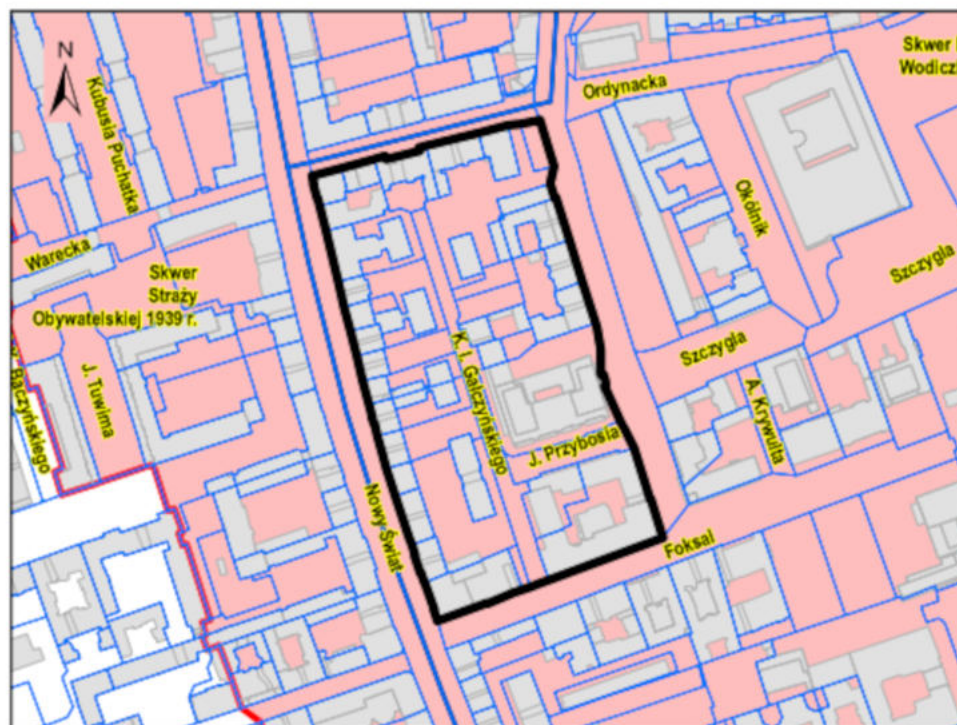 N
Kubusia Puchatka
Ordynacka
Skwer
Wodicz
Okólnik
Warecka
Skwer
Straży
Obywatelskiej 1939 r.
Szczygla
Szczygla
J. Tuwima
Baczyńskiego
K. I. Gałczyńskiego
A. Krywulta
J. Przybosia
Nowy Świat
Foksal